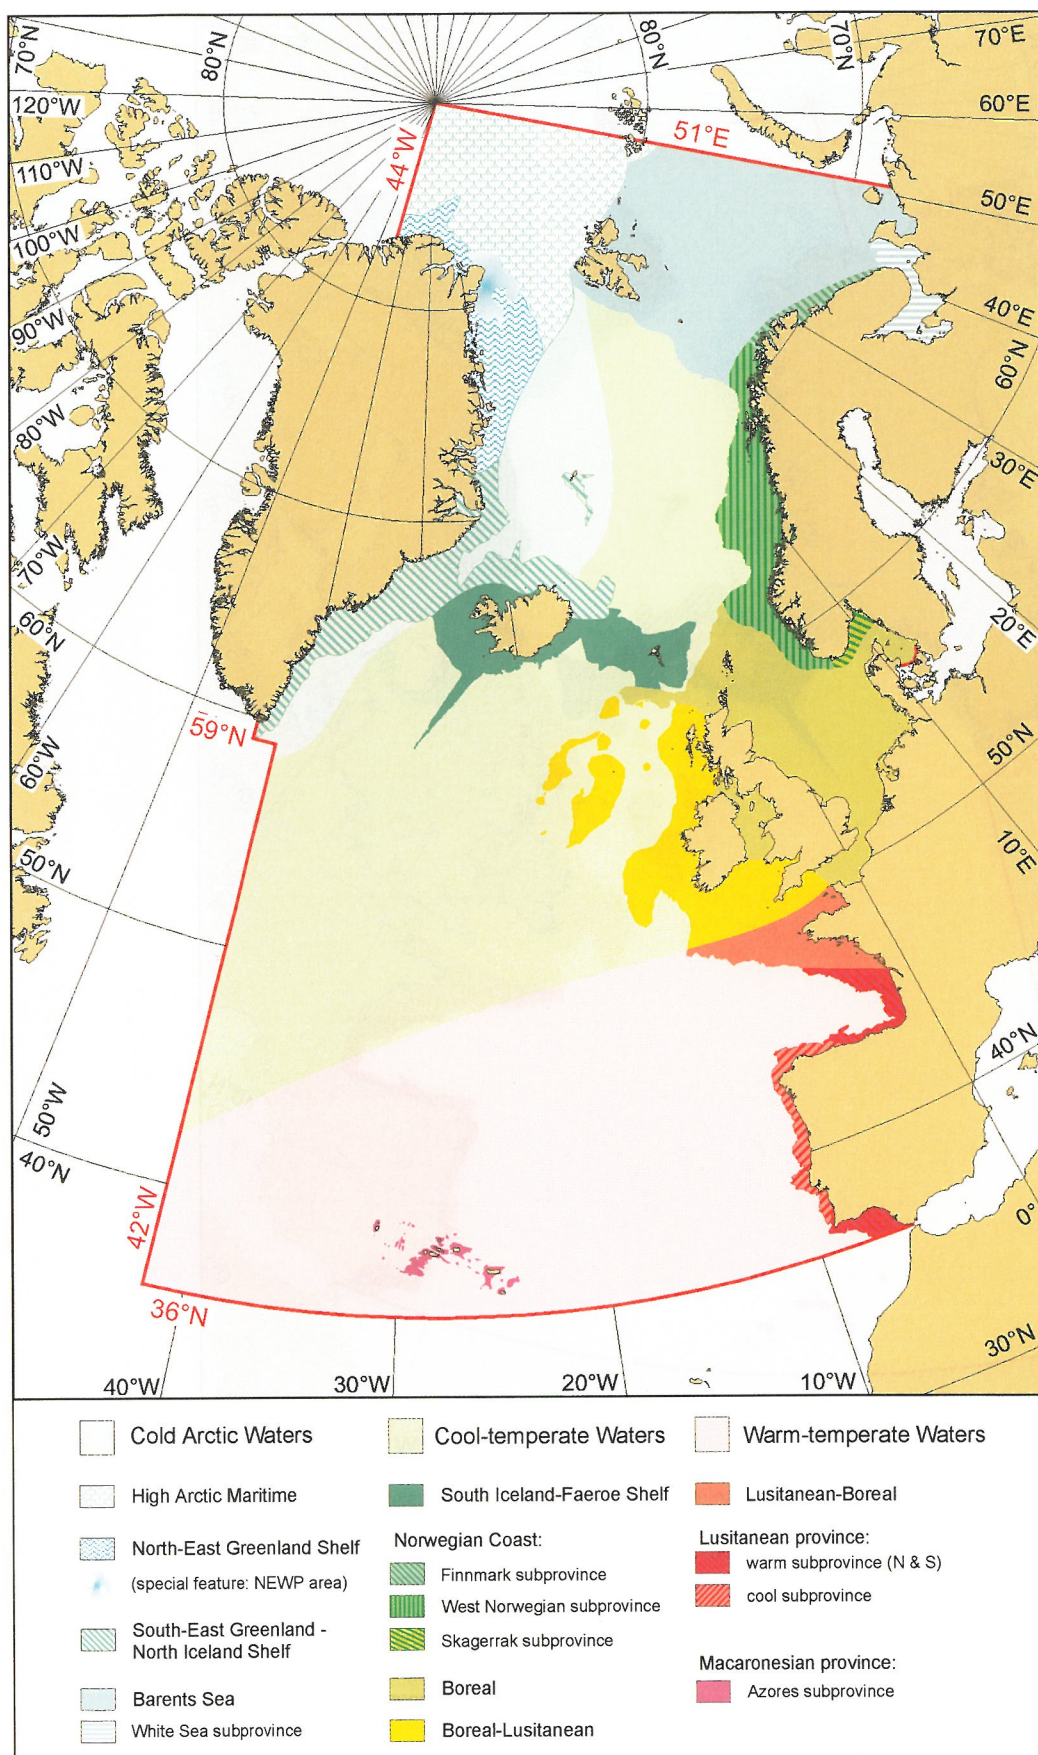 70°N
80°N
80°N
70°N
70°E
120°W
60°E
51°E
44°W
110°W
50°E
100°W
40°E
90°W
60°N
80°W
30°E
70°W
20°E
60°N
59°N
50°N
60°W
10°E
50°N
40°N
50°W
40°N
0°
42°W
36°N
30°N
40°W
30°W
20°W
10°W
Cold Arctic Waters
High Arctic Maritime
North-East Greenland Shelf
(special feature: NEWP area)
South-East Greenland -
North Iceland Shelf
Barents Sea
White Sea subprovince
Cool-temperate Waters
South Iceland-Faeroe Shelf
Norwegian Coast:
Finnmark subprovince
West Norwegian subprovince
Skagerrak subprovince
Boreal
Boreal-Lusitanean
Warm-temperate Waters
Lusitanean-Boreal
Lusitanean province:
warm subprovince (N & S)
cool subprovince
Macaronesian province:
Azores subprovince